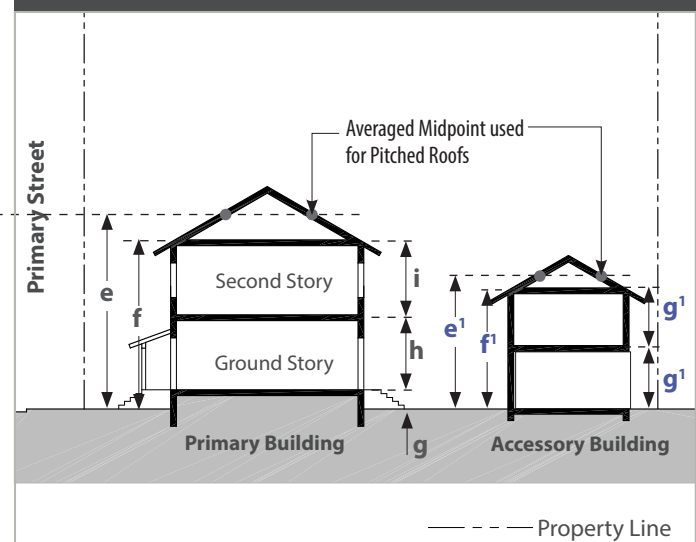 Primary Street
Averaged Midpoint used
for Pitched Roofs
e
f
Second Story
i
Ground Story
h
g
e¹
f¹
g¹
g¹
Primary Building
Accessory Building
Property Line